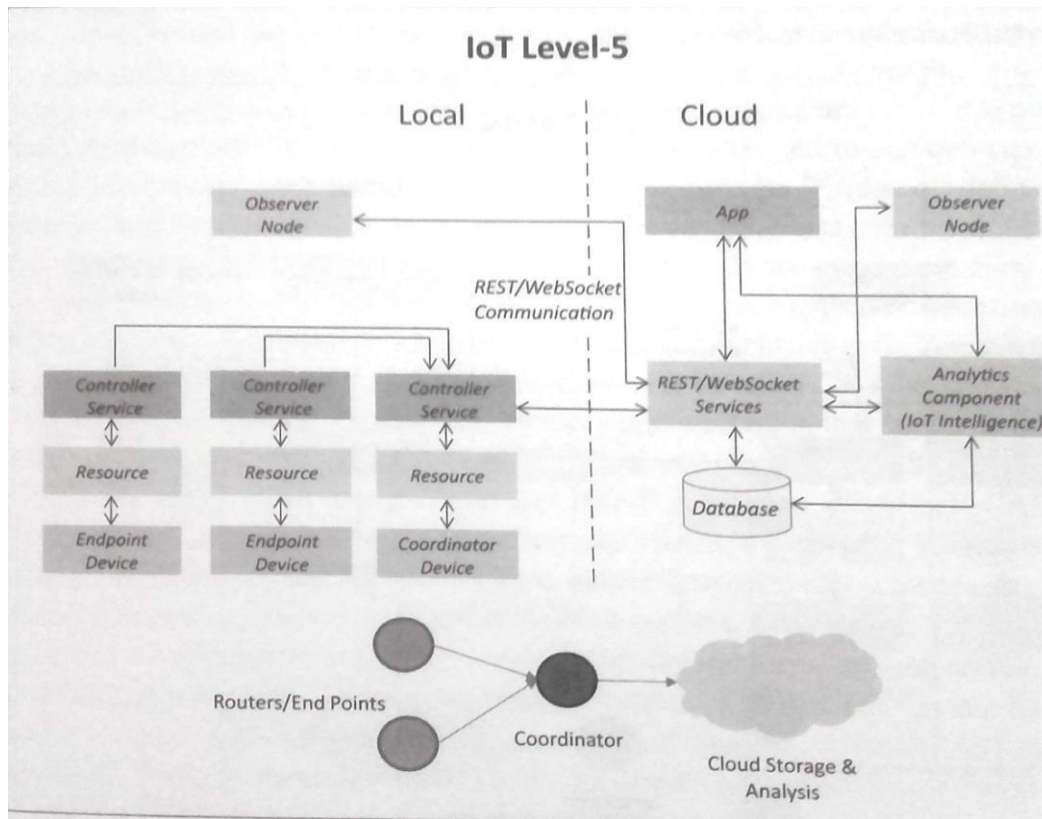 IoT Level-5
Local
Cloud
Observer
Node
App
Observer
Node
REST/WebSocket
Communication
Controller
Service
Controller
Service
Controller
Service
REST/WebSocket
Services
Analytics
Component
(IoT Intelligence)
Resource
Resource
Resource
Database
Endpoint
Device
Endpoint
Device
Coordinator
Device
Routers/End Points
Coordinator
Cloud Storage &
Analysis